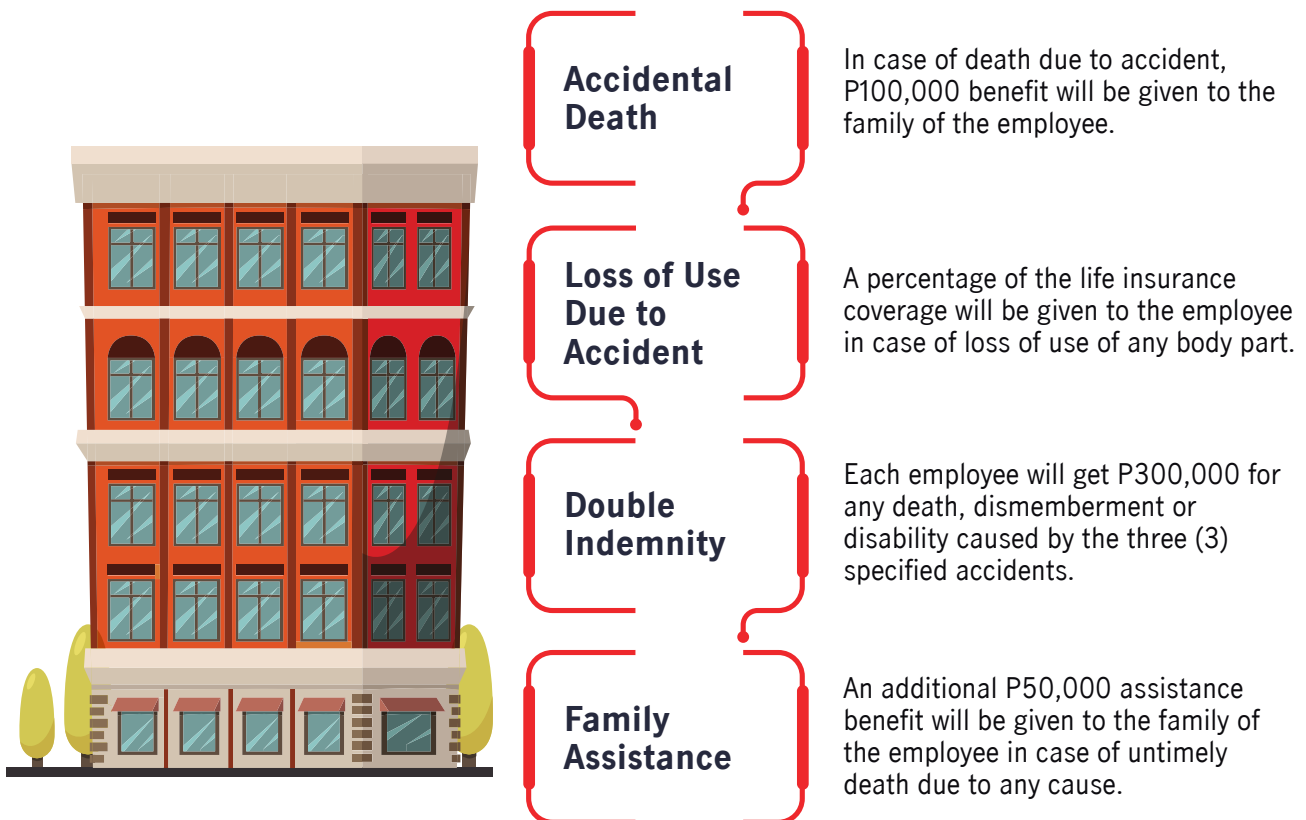 Accidental
Death
In case of death due to accident,
P100,000 benefit will be given to the
family of the employee.
Loss of Use
Due to
Accident
A percentage of the life insurance
coverage will be given to the employee
in case of loss of use of any body part.
Double
Indemnity
Each employee will get P300,000 for
any death, dismemberment or
disability caused by the three (3)
specified accidents.
Family
Assistance
An additional P50,000 assistance
benefit will be given to the family of
the employee in case of untimely
death due to any cause.